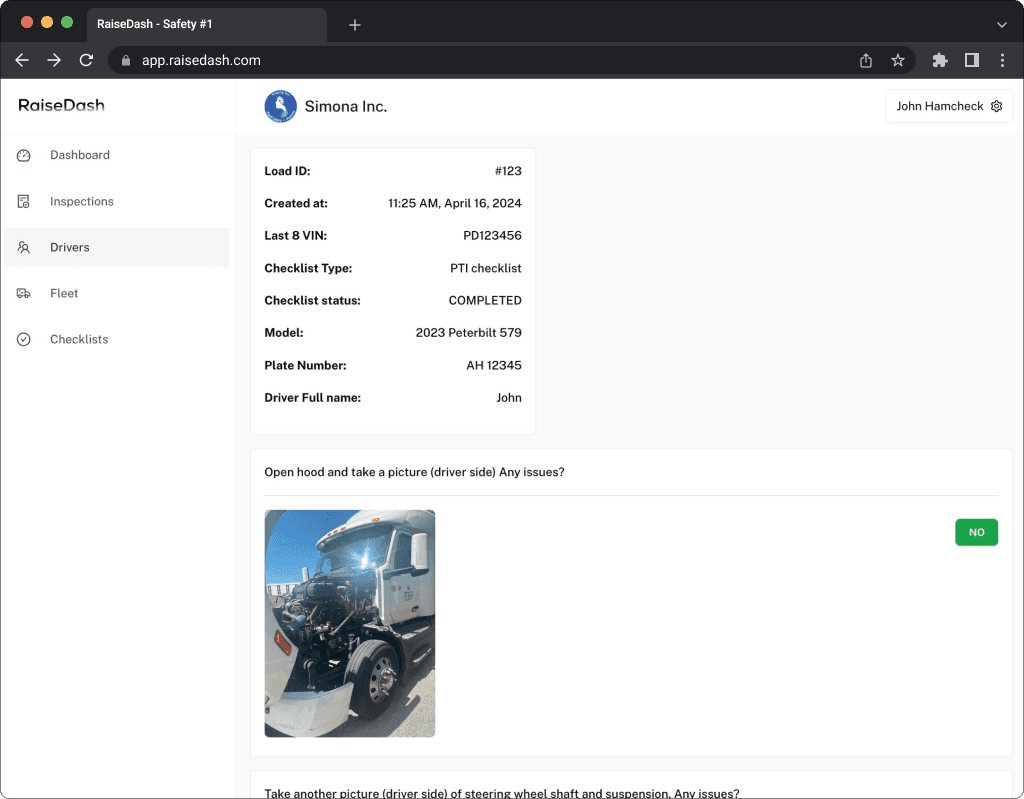 RaiseDash - Safety #1
app.raisedash.com
RaiseDash
Simona Inc.
John Hamcheck
Dashboard
Inspections
Drivers
Fleet
Checklists
Load ID: #123
Created at: 11:25 AM, April 16, 2024
Last 8 VIN: PD123456
Checklist Type: PTI checklist
Checklist status: COMPLETED
Model: 2023 Peterbilt 579
Plate Number: AH 12345
Driver Full name: John
Open hood and take a picture (driver side) Any issues?
NO
Take another picture (driver side) of steering wheel shaft and suspension. Any issues?